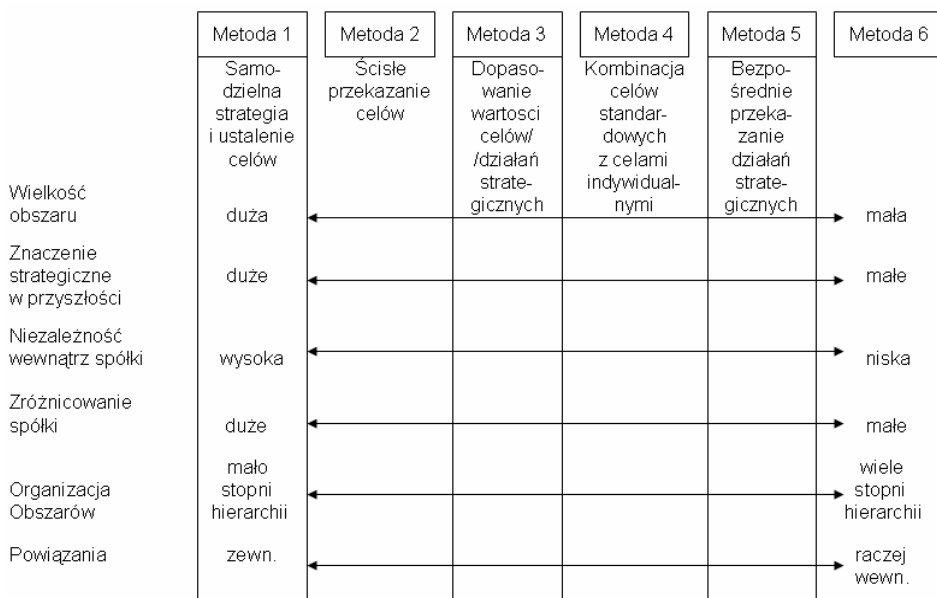 Metoda 1
Metoda 2
Metoda 3
Metoda 4
Metoda 5
Metoda 6
Samo-
dzielna
strategia
i ustalenie
celów
Ścisłe
przekazanie
celów
Dopaso-
wanie
wartosci
celów/
/działań
strate-
gicznych
Kombinacja
celów
standar-
dowych
z celami
indywidual-
nymi
Bezpo-
średnie
przeka-
zanie
działań
strate-
gicznych
Wielkość
obszaru
duża
mała
Znaczenie
strategiczne
w przyszłości
duże
małe
Niezależność
wewnątrz spółki
wysoka
niska
Zróżnicowanie
spółki
duże
małe
Organizacja
Obszarów
mało
stopni
hierarchii
wiele
stopni
hierarchii
Powiązania
zewn.
raczej
wewn.